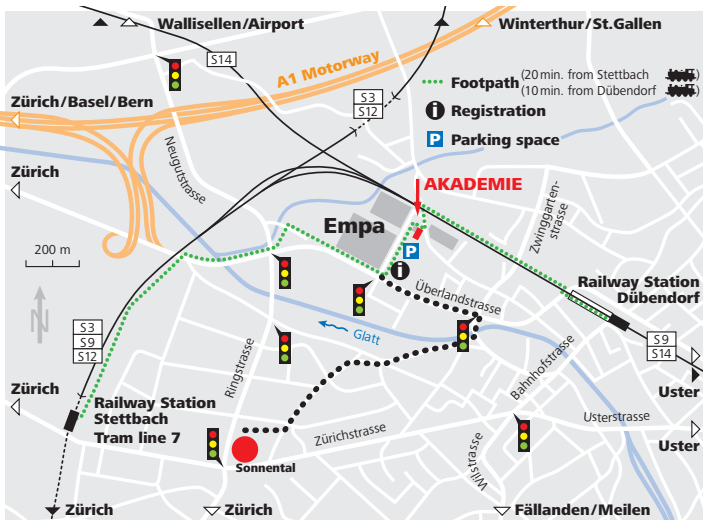 Wallisellen/Airport
Winterthur/St.Gallen
S14
A1 Motorway
Footpath (20 min. from Stettbach )
(10 min. from Dübendorf )
S3
S12
Zürich/Basel/Bern
i Registration
P Parking space
Neugutstrasse
Zürich
AKADEMIE
Zwinggarten-
strasse
Empa
P
200 m
i
Überlandstrasse
Railway Station
Dübendorf
N
S3
S9
S12
Glatt
S9
S14
Ringstrasse
Bahnhofstrasse
Zürich
Uster
Railway Station
Stettbach
Tram line 7
Zürichstrasse
Usterstrasse
Uster
Sonnental
Wilstrasse
Zürich
Zürich
Fällanden/Meilen